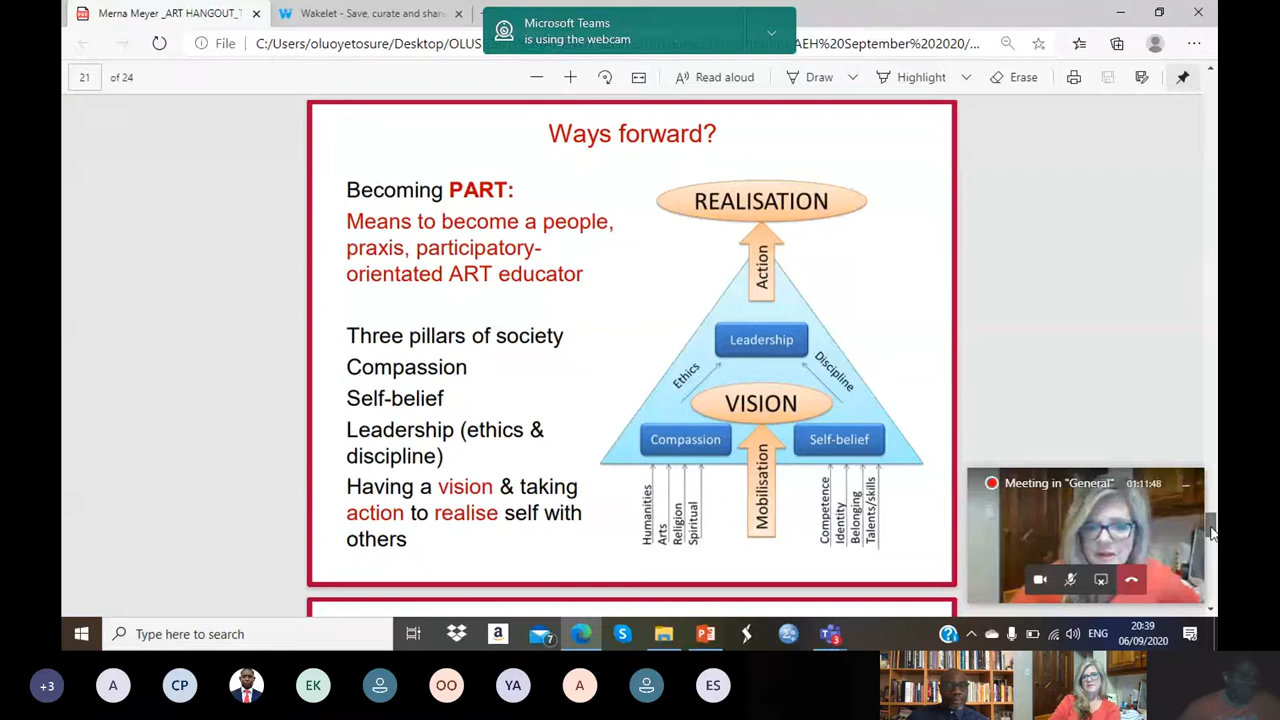 Merna Meyer _ART HANGOUT_T
Wakelet - Save, curate and shar
Microsoft Teams
is using the webcam
File
C:/Users/oluoyetosure/Desktop/OLUS
AEH%20September%202020/...
21
of 24
Read aloud
Draw
Highlight
Erase
Ways forward?
Becoming PART:
Means to become a people,
praxis, participatory-
orientated ART educator
Three pillars of society
Compassion
Self-belief
Leadership (ethics &
discipline)
Having a vision & taking
action to realise self with
others
REALISATION
Action
Leadership
Ethics
Discipline
VISION
Compassion
Self-belief
Mobilisation
Humanities
Arts
Religion
Spiritual
Competence
Identity
Belonging
Talents/skills
Meeting in "General"
01:11:48
Type here to search
a
7
3
ENG
20:39
06/09/2020
+3
A
CP
EK
OO
YA
A
ES